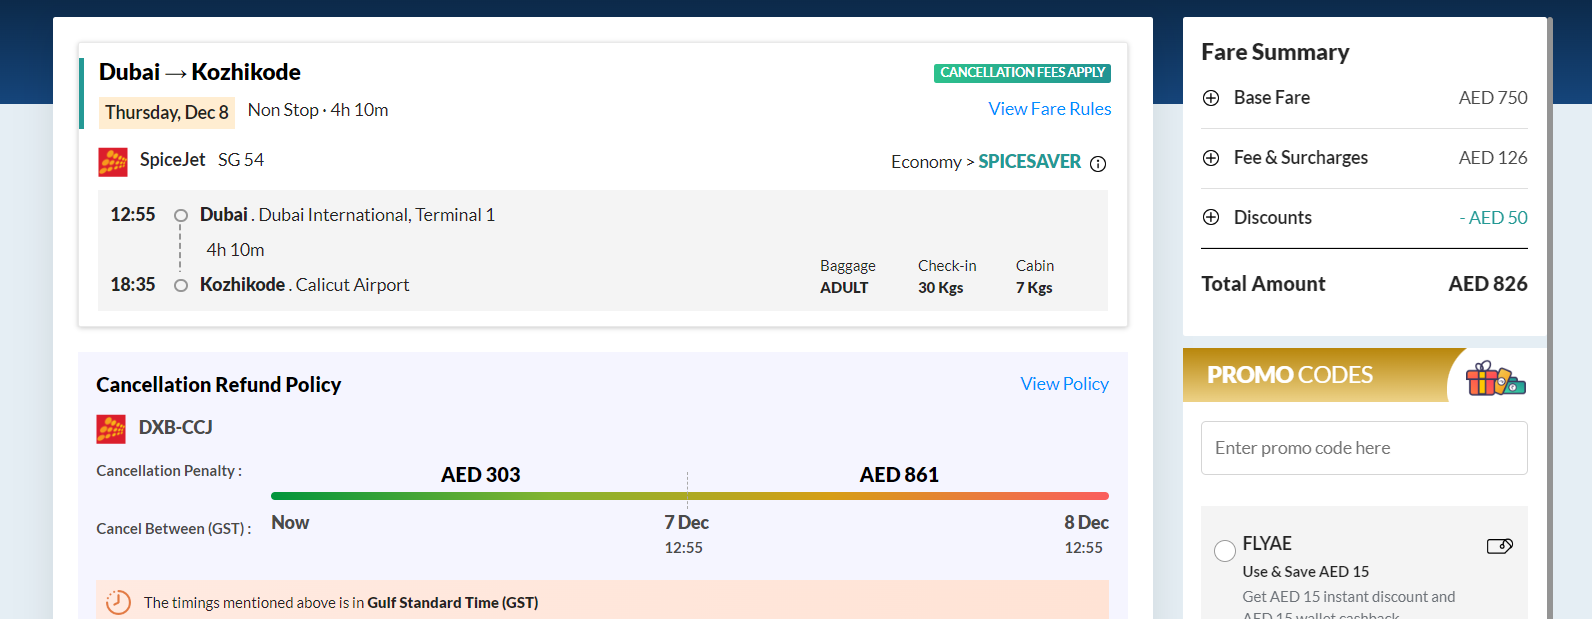 Dubai → Kozhikode
CANCELLATION FEES APPLY
Thursday, Dec 8 Non Stop · 4h 10m
View Fare Rules
SpiceJet SG 54
Economy > SPICESAVER
12:55 Dubai . Dubai International, Terminal 1
4h 10m
18:35 Kozhikode . Calicut Airport
Baggage Check-in Cabin
ADULT 30 Kgs 7 Kgs
Cancellation Refund Policy
View Policy
DXB-CCJ
Cancellation Penalty : AED 303 AED 861
Cancel Between (GST) : Now 7 Dec 8 Dec
12:55 12:55
The timings mentioned above is in Gulf Standard Time (GST)
Fare Summary
Base Fare AED 750
Fee & Surcharges AED 126
Discounts - AED 50
Total Amount AED 826
PROMO CODES
Enter promo code here
FLYAE
Use & Save AED 15
Get AED 15 instant discount and
AED 15 wallet cashback